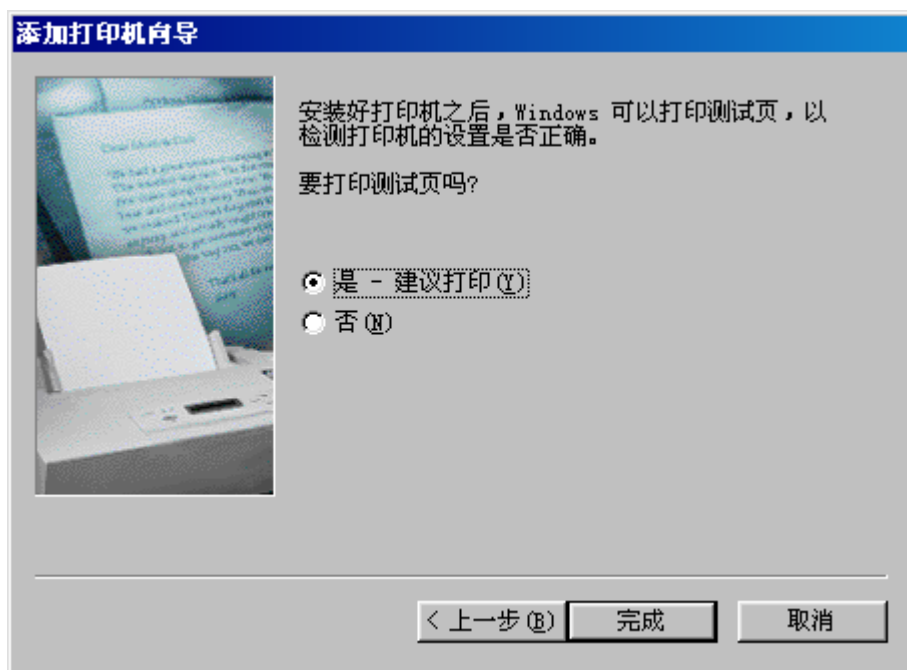 添加打印机向导
安装好打印机之后，Windows 可以打印测试页，以
检测打印机的设置是否正确。
要打印测试页吗?
是 - 建议打印(Y)
否(N)
< 上一步(B)
完成
取消